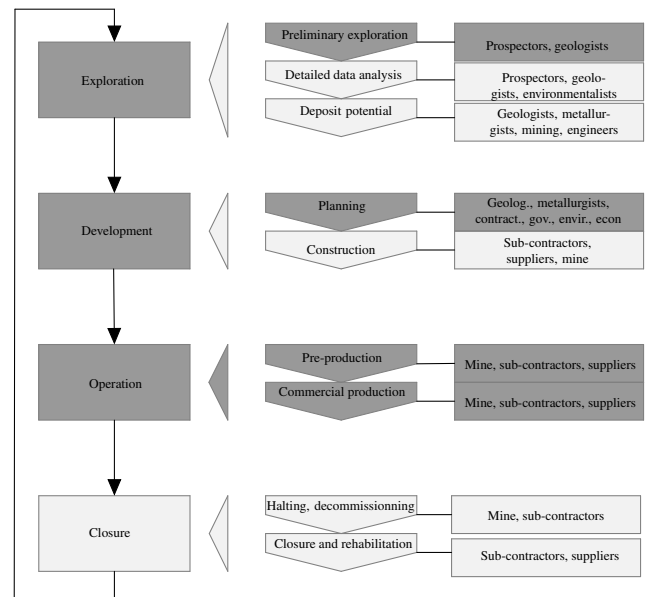 Exploration
Preliminary exploration
Prospectors, geologists
Detailed data analysis
Prospectors, geolo-
gists, environmentalists
Deposit potential
Geologists, metallur-
gists, mining, engineers
Development
Planning
Geolog., metallurgists,
contract., gov., envir., econ
Construction
Sub-contractors,
suppliers, mine
Operation
Pre-production
Mine, sub-contractors, suppliers
Commercial production
Mine, sub-contractors, suppliers
Closure
Halting, decommissionning
Mine, sub-contractors
Closure and rehabilitation
Sub-contractors, suppliers